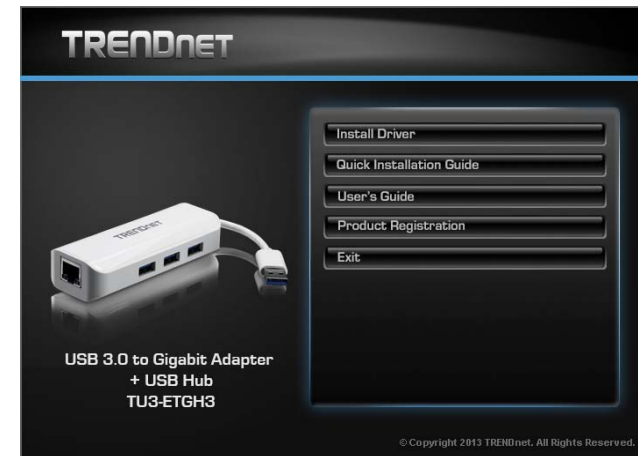 TRENDnet
Install Driver
Quick Installation Guide
User's Guide
Product Registration
Exit
TRENDNET
USB 3.0 to Gigabit Adapter
+ USB Hub
TU3-ETGH3
© Copyright 2013 TRENDnet. All Rights Reserved.